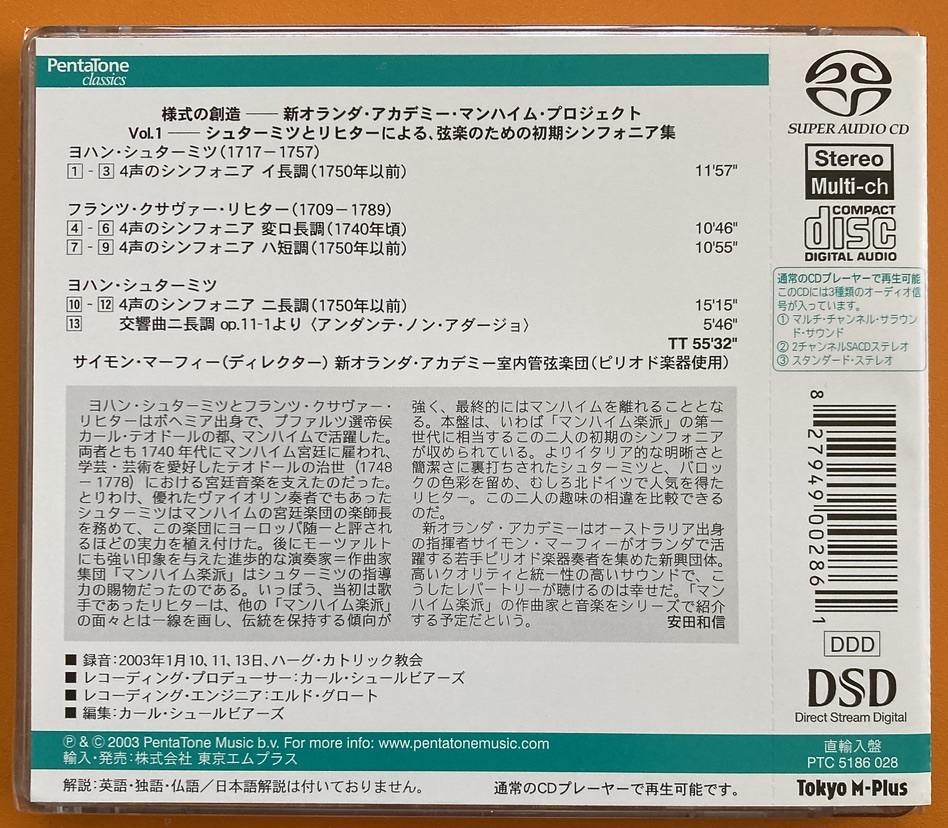 PentaTone
classics
様式の創造 ── 新オランダ・アカデミー・マンハイム・プロジェクト
Vol.1 ── シュターミツとリヒターによる、弦楽のための初期シンフォニア集
ヨハン・シュターミツ(1717−1757)
1 - 3 4声のシンフォニア イ長調(1750年以前) 11'57"
フランツ・クサヴァー・リヒター(1709−1789)
4 - 6 4声のシンフォニア 変ロ長調(1740年頃) 10'46"
7 - 9 4声のシンフォニア ハ短調(1750年以前) 10'55"
ヨハン・シュターミツ
10 - 12 4声のシンフォニア ニ長調(1750年以前) 15'15"
13 交響曲ニ長調 op.11-1より〈アンダンテ・ノン・アダージョ〉 5'46"
TT 55'32"
サイモン・マーフィー(ディレクター) 新オランダ・アカデミー室内管弦楽団(ピリオド楽器使用)
ヨハン・シュターミツとフランツ・クサヴァー・
リヒターはボヘミア出身で、プファルツ選帝侯
カール・テオドールの都、マンハイムで活躍した。
両者とも1740年代にマンハイム宮廷に雇われ、
学芸・芸術を愛好したテオドールの治世(1748
−1778)における宮廷音楽を支えたのだった。
とりわけ、優れたヴァイオリン奏者でもあった
シュターミツはマンハイムの宮廷楽団の楽師長
を務めて、この楽団にヨーロッパ随一と評され
るほどの実力を植え付けた。後にモーツァルト
にも強い印象を与えた進歩的な演奏家=作曲家
集団「マンハイム楽派」はシュターミツの指導
力の賜物だったのである。いっぽう、当初は歌
手であったリヒターは、他の「マンハイム楽派」
の面々とは一線を画し、伝統を保持する傾向が
強く、最終的にはマンハイムを離れることとな
る。本盤は、いわば「マンハイム楽派」の第一
世代に相当するこの二人の初期のシンフォニア
が収められている。よりイタリア的な明晰さと
簡潔さに裏打ちされたシュターミツと、バロッ
クの色彩を留め、むしろ北ドイツで人気を得た
リヒター。この二人の趣味の相違を比較できる
のだ。
新オランダ・アカデミーはオーストラリア出身
の指揮者サイモン・マーフィーがオランダで活
躍する若手ピリオド楽器奏者を集めた新興団体。
高いクオリティと統一性の高いサウンドで、こ
うしたレパートリーが聴けるのは幸せだ。「マン
ハイム楽派」の作曲家と音楽をシリーズで紹介
する予定だという。 安田和信
■ 録音:2003年1月10、11、13日、ハーグ・カトリック教会
■ レコーディング・プロデューサー:カール・シュールビアーズ
■ レコーディング・エンジニア:エルド・グロート
■ 編集:カール・シュールビアーズ
℗ & © 2003 PentaTone Music b.v. For more info: www.pentatonemusic.com
輸入・発売:株式会社 東京エムプラス
解説:英語・独語・仏語/日本語解説は付いておりません。 通常のCDプレーヤーで再生可能です。
SUPER AUDIO CD
Stereo
Multi-ch
COMPACT
disc
DIGITAL AUDIO
通常のCDプレーヤーで再生可能
このCDには3種類のオーディオ信
号が入っています。
① マルチ・チャンネル・サラウン
ド・サウンド
② 2チャンネルSACDステレオ
③ スタンダード・ステレオ
8 27949 00286 1
DDD
DSD
Direct Stream Digital
直輸入盤
PTC 5186 028
Tokyo M-Plus